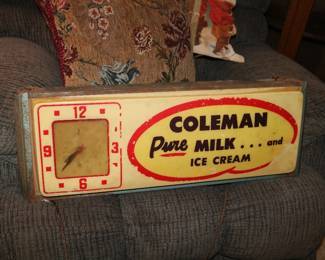 12
9 3
6
COLEMAN
Pure MILK... and
ICE CREAM